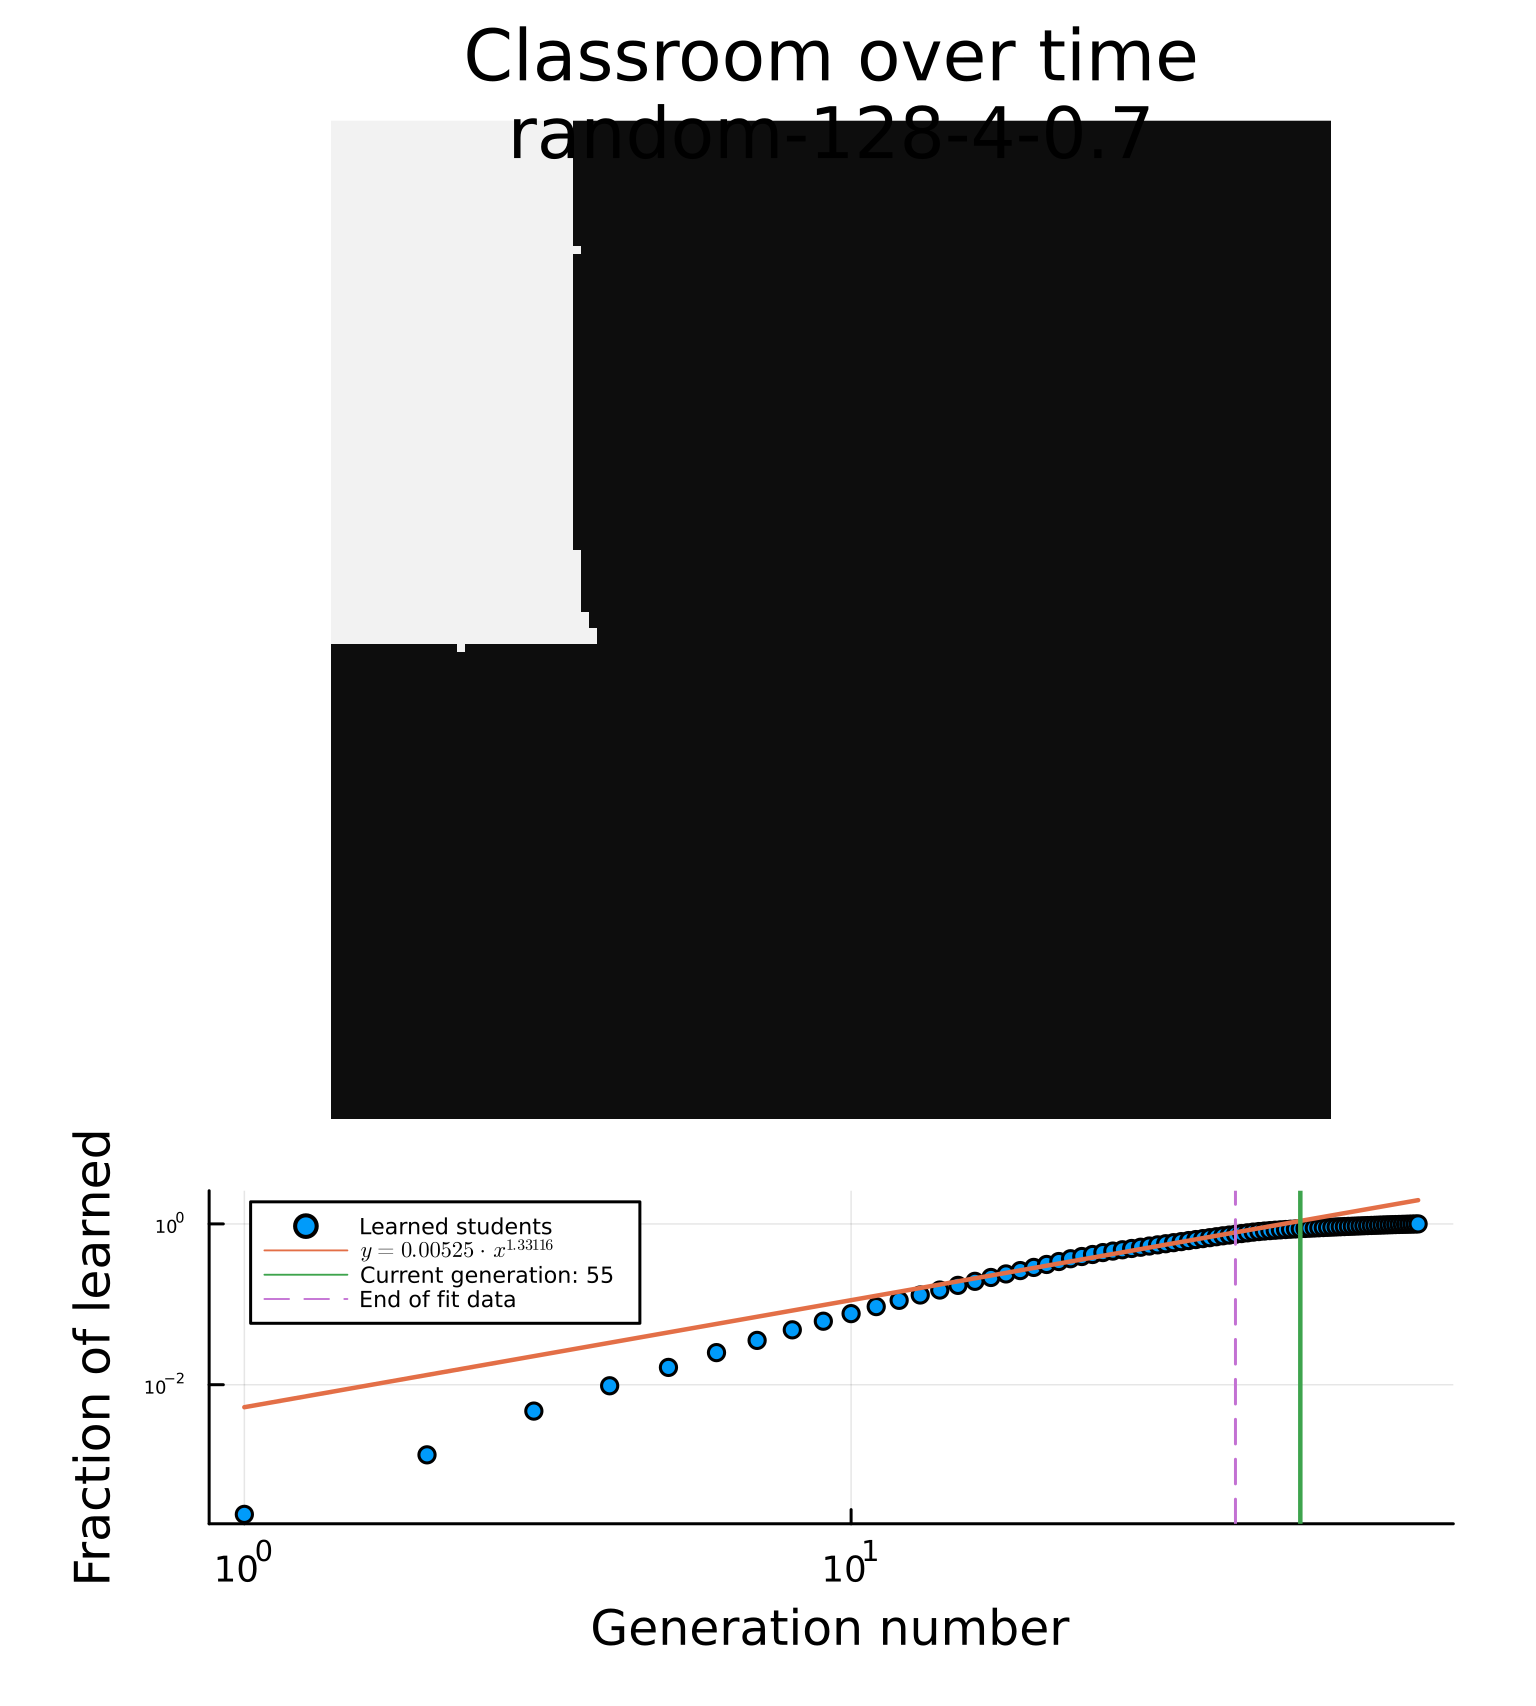 Classroom over time
random-128-4-0.7
Fraction of learned
10^0
10^-2
Learned students
y = 0.00525 · x^1.33116
Current generation: 55
End of fit data
10^0
10^1
Generation number